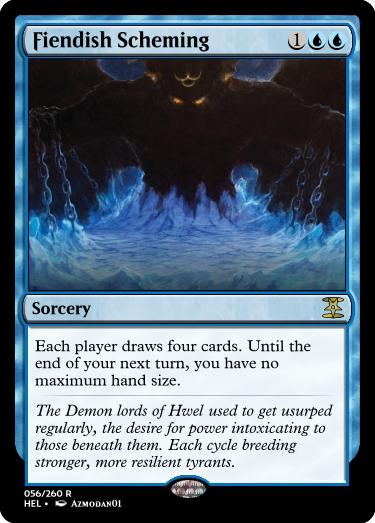 Fiendish Scheming 1
Sorcery
Each player draws four cards. Until the
end of your next turn, you have no
maximum hand size.
The Demon lords of Hwel used to get usurped
regularly, the desire for power intoxicating to
those beneath them. Each cycle breeding
stronger, more resilient tyrants.
056/260 R
HEL • Azmodan01